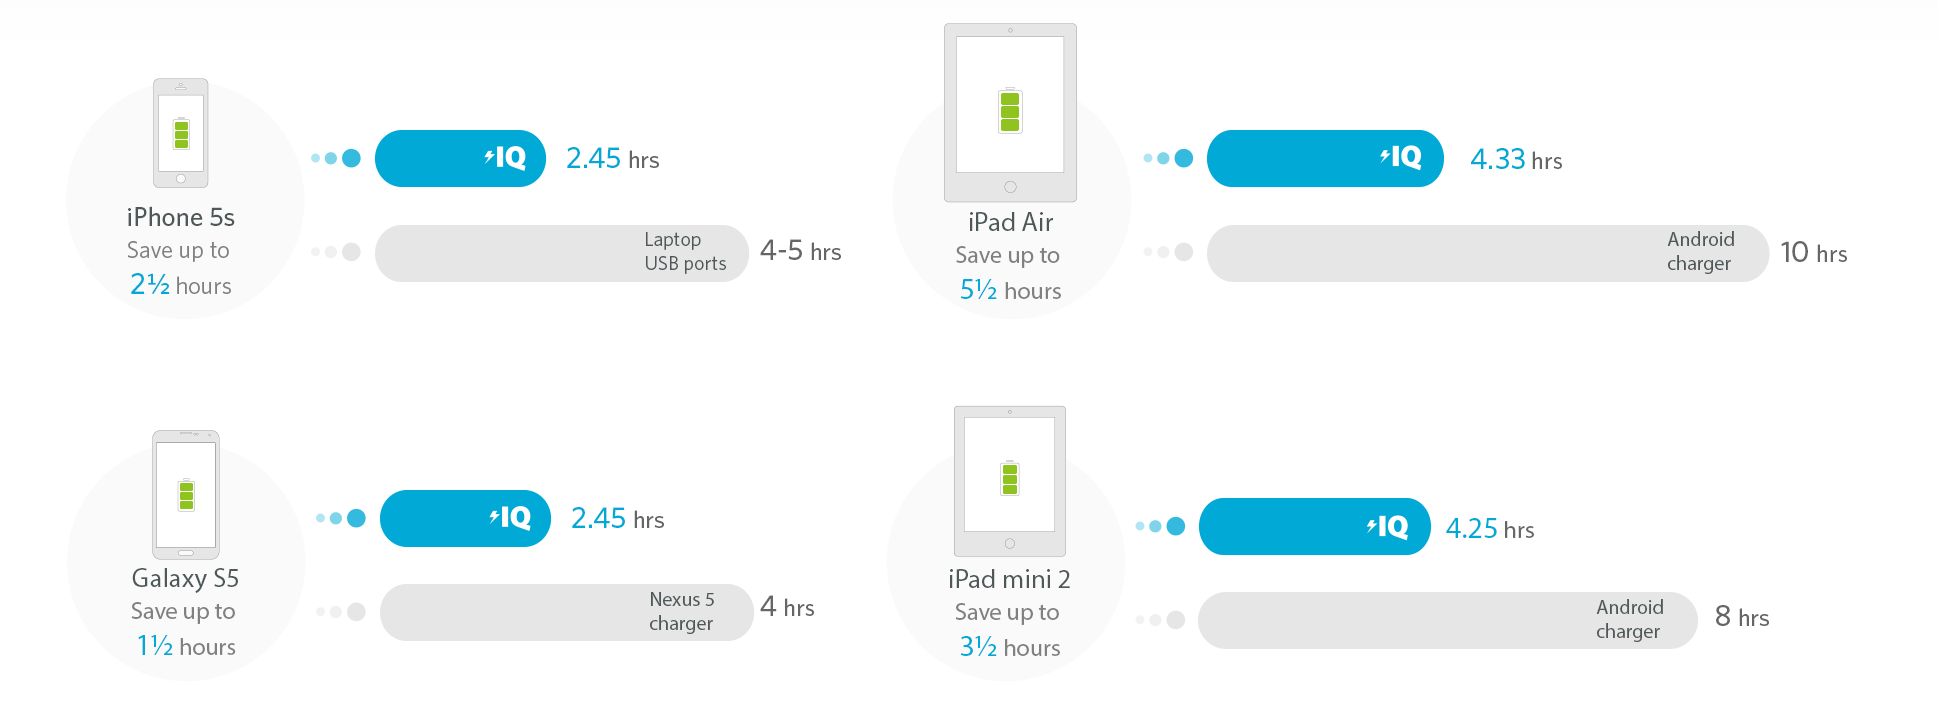 iPhone 5s
Save up to
2½ hours
IQ
2.45 hrs
Laptop
USB ports
4-5 hrs
iPad Air
Save up to
5½ hours
IQ
4.33 hrs
Android
charger
10 hrs
Galaxy S5
Save up to
1½ hours
IQ
2.45 hrs
Nexus 5
charger
4 hrs
iPad mini 2
Save up to
3½ hours
IQ
4.25 hrs
Android
charger
8 hrs